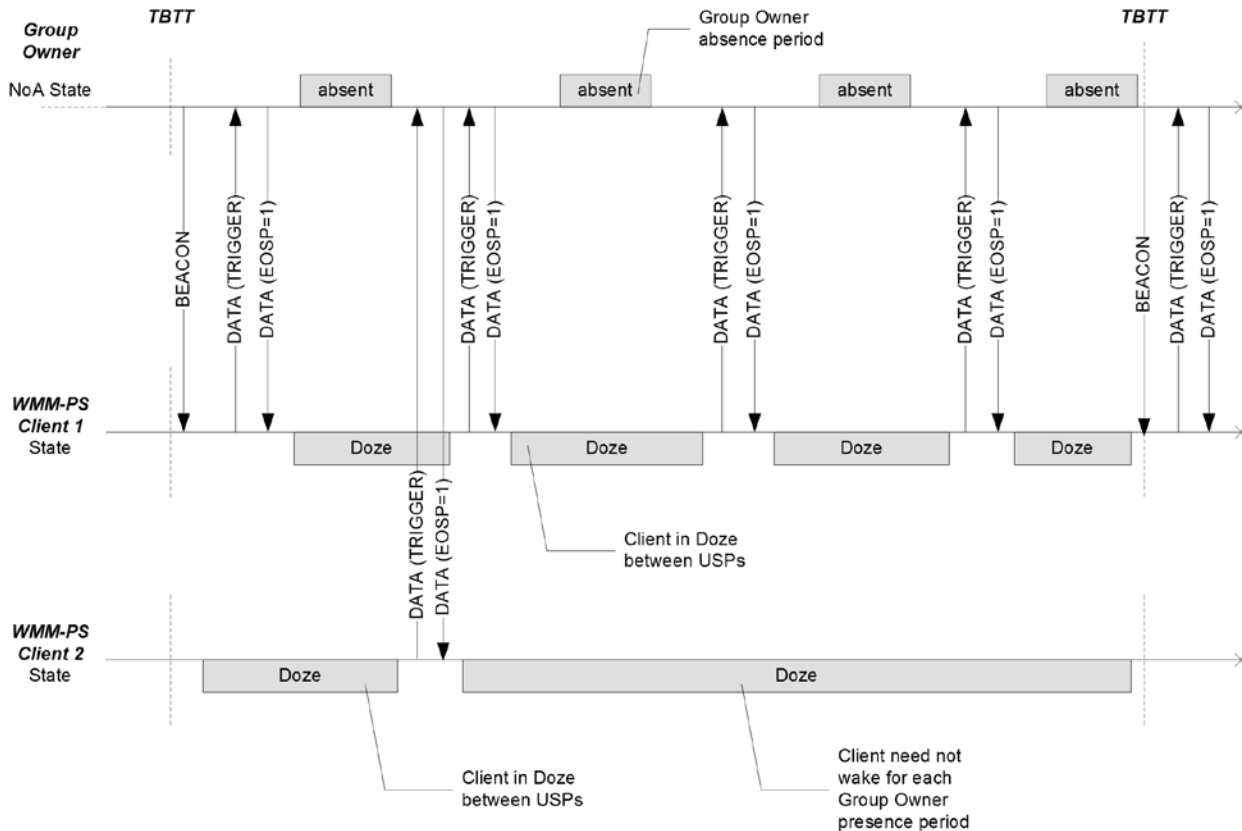 TBTT
Group Owner
absence period
TBTT
Group
Owner
NoA State
absent
absent
absent
absent
BEACON
DATA (TRIGGER)
DATA (EOSP=1)
DATA (TRIGGER)
DATA (EOSP=1)
DATA (TRIGGER)
DATA (EOSP=1)
DATA (TRIGGER)
DATA (EOSP=1)
BEACON
DATA (TRIGGER)
DATA (EOSP=1)
WMM-PS
Client 1
State
Doze
Doze
Doze
Doze
DATA (TRIGGER)
DATA (EOSP=1)
Client in Doze
between USPs
WMM-PS
Client 2
State
Doze
Doze
Client in Doze
between USPs
Client need not
wake for each
Group Owner
presence period